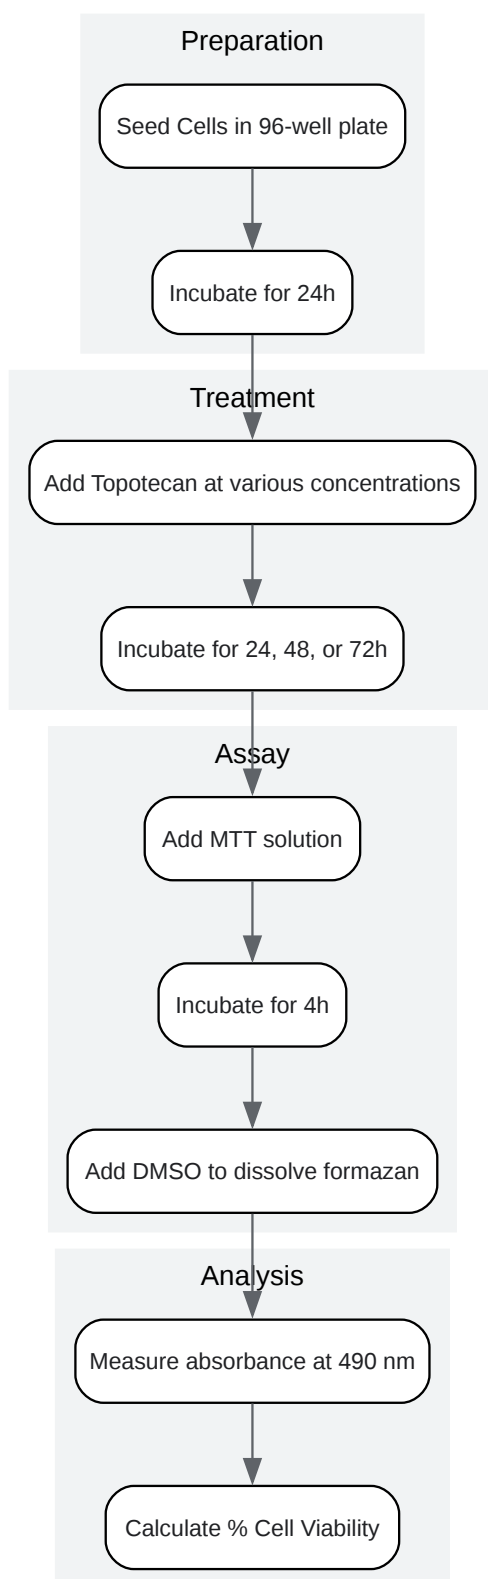 Preparation
Seed Cells in 96-well plate
Incubate for 24h
Treatment
Add Topotecan at various concentrations
Incubate for 24, 48, or 72h
Assay
Add MTT solution
Incubate for 4h
Add DMSO to dissolve formazan
Analysis
Measure absorbance at 490 nm
Calculate % Cell Viability